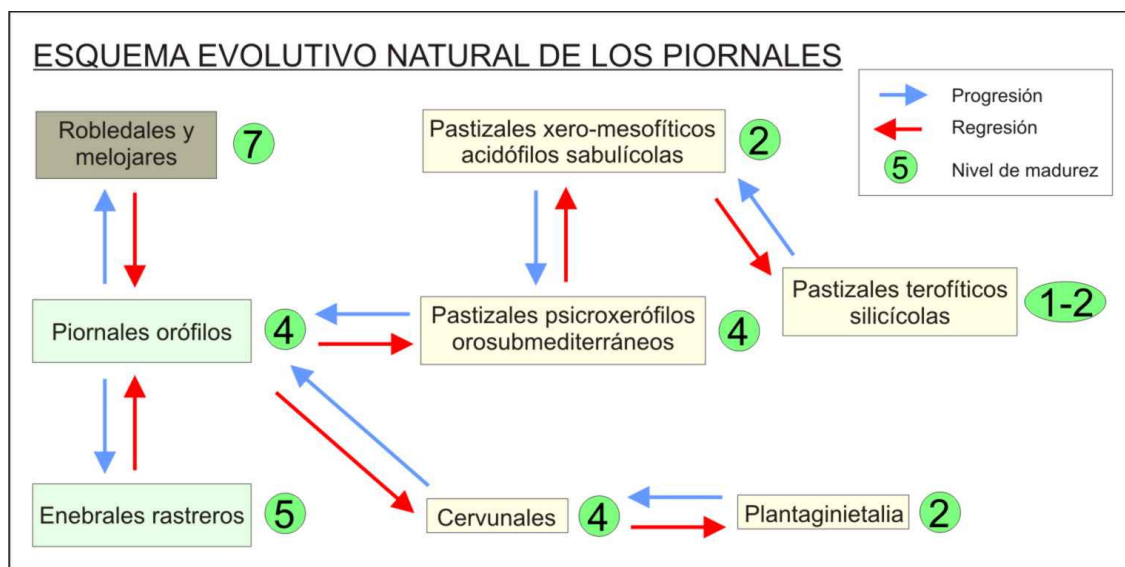 ESQUEMA EVOLUTIVO NATURAL DE LOS PIORNALES
Progresión
Regresión
5
Nivel de madurez
Robledales y
melojares
7
Pastizales xero-mesofíticos
acidófilos sabulícolas
2
Pastizales terofíticos
silicícolas
1-2
Piornales orófilos
4
Pastizales psicroxerófilos
orosubmediterráneos
4
Enebrales rastreros
5
Cervunales
4
Plantaginietalia
2